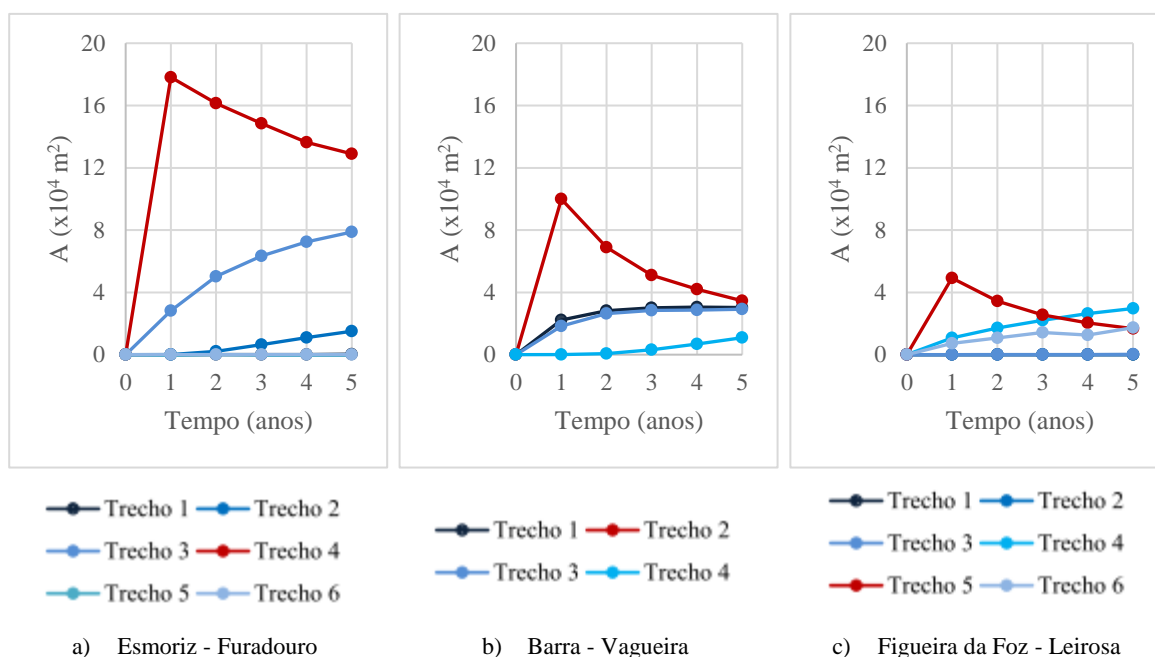 20
16
12
8
4
0
A (x10⁴ m²)
0 1 2 3 4 5
Tempo (anos)
Trecho 1 Trecho 2
Trecho 3 Trecho 4
Trecho 5 Trecho 6
a) Esmoriz - Furadouro
20
16
12
8
4
0
A (x10⁴ m²)
0 1 2 3 4 5
Tempo (anos)
Trecho 1 Trecho 2
Trecho 3 Trecho 4
b) Barra - Vagueira
20
16
12
8
4
0
A (x10⁴ m²)
0 1 2 3 4 5
Tempo (anos)
Trecho 1 Trecho 2
Trecho 3 Trecho 4
Trecho 5 Trecho 6
c) Figueira da Foz - Leirosa